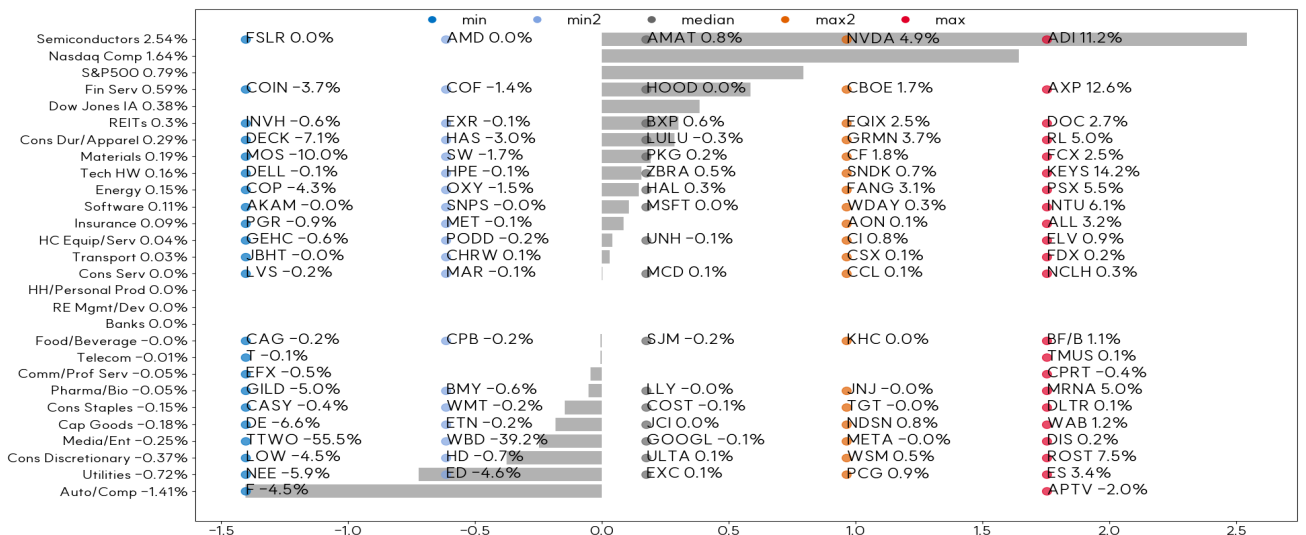 min min2 median max2 max
Semiconductors 2.54% FSLR 0.0% AMD 0.0% AMAT 0.8% NVDA 4.9% ADI 11.2%
Nasdaq Comp 1.64%
S&P500 0.79%
Fin Serv 0.59% COIN −3.7% COF −1.4% HOOD 0.0% CBOE 1.7% AXP 12.6%
Dow Jones IA 0.38%
REITs 0.3% INVH −0.6% EXR −0.1% BXP 0.6% EQIX 2.5% DOC 2.7%
Cons Dur/Apparel 0.29% DECK −7.1% HAS −3.0% LULU −0.3% GRMN 3.7% RL 5.0%
Materials 0.19% MOS −10.0% SW −1.7% PKG 0.2% CF 1.8% FCX 2.5%
Tech HW 0.16% DELL −0.1% HPE −0.1% ZBRA 0.5% SNDK 0.7% KEYS 14.2%
Energy 0.15% COP −4.3% OXY −1.5% HAL 0.3% FANG 3.1% PSX 5.5%
Software 0.11% AKAM −0.0% SNPS −0.0% MSFT 0.0% WDAY 0.3% INTU 6.1%
Insurance 0.09% PGR −0.9% MET −0.1% AON 0.1% ALL 3.2%
HC Equip/Serv 0.04% GEHC −0.6% PODD −0.2% UNH −0.1% CI 0.8% ELV 0.9%
Transport 0.03% JBHT −0.0% CHRW 0.1% CSX 0.1% FDX 0.2%
Cons Serv 0.0% LVS −0.2% MAR −0.1% MCD 0.1% CCL 0.1% NCLH 0.3%
HH/Personal Prod 0.0%
RE Mgmt/Dev 0.0%
Banks 0.0%
Food/Beverage −0.0% CAG −0.2% CPB −0.2% SJM −0.2% KHC 0.0% BF/B 1.1%
Telecom −0.01% T −0.1% TMUS 0.1%
Comm/Prof Serv −0.05% EFX −0.5% CPRT −0.4%
Pharma/Bio −0.05% GILD −5.0% BMY −0.6% LLY −0.0% JNJ −0.0% MRNA 5.0%
Cons Staples −0.15% CASY −0.4% WMT −0.2% COST −0.1% TGT −0.0% DLTR 0.1%
Cap Goods −0.18% DE −6.6% ETN −0.2% JCI 0.0% NDSN 0.8% WAB 1.2%
Media/Ent −0.25% TTWO −55.5% WBD −39.2% GOOGL −0.1% META −0.0% DIS 0.2%
Cons Discretionary −0.37% LOW −4.5% HD −0.7% ULTA 0.1% WSM 0.5% ROST 7.5%
Utilities −0.72% NEE −5.9% ED −4.6% EXC 0.1% PCG 0.9% ES 3.4%
Auto/Comp −1.41% F −4.5% APTV −2.0%
−1.5 −1.0 −0.5 0.0 0.5 1.0 1.5 2.0 2.5